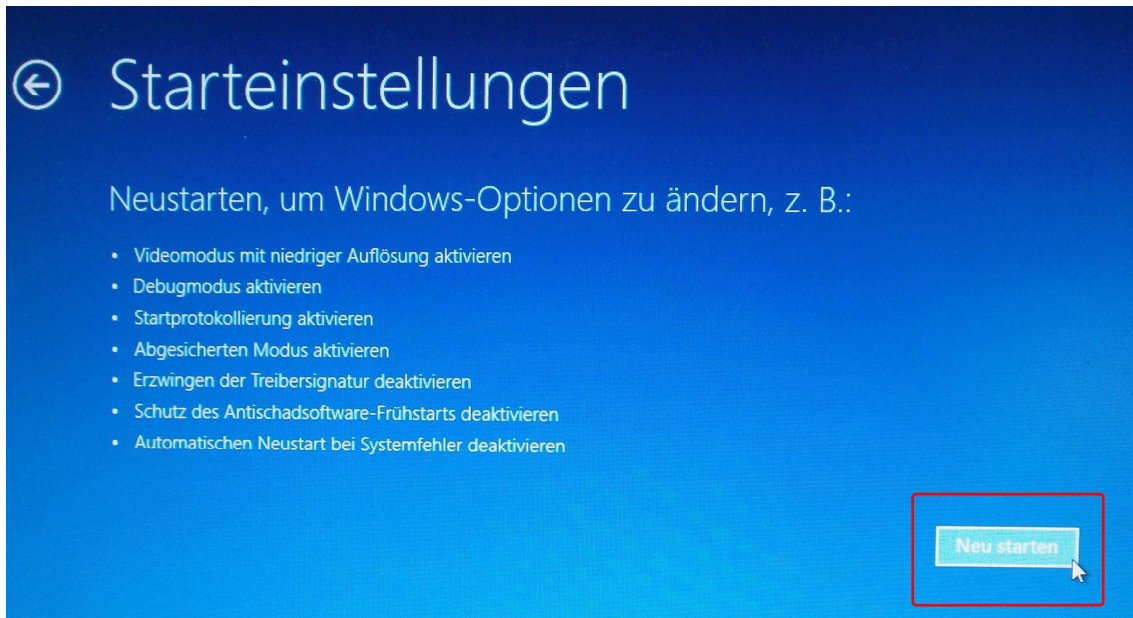 Starteinstellungen
Neustarten, um Windows-Optionen zu ändern, z. B.:
• Videomodus mit niedriger Auflösung aktivieren
• Debugmodus aktivieren
• Startprotokollierung aktivieren
• Abgesicherten Modus aktivieren
• Erzwingen der Treibersignatur deaktivieren
• Schutz des Antischadsoftware-Frühstarts deaktivieren
• Automatischen Neustart bei Systemfehler deaktivieren
Neu starten